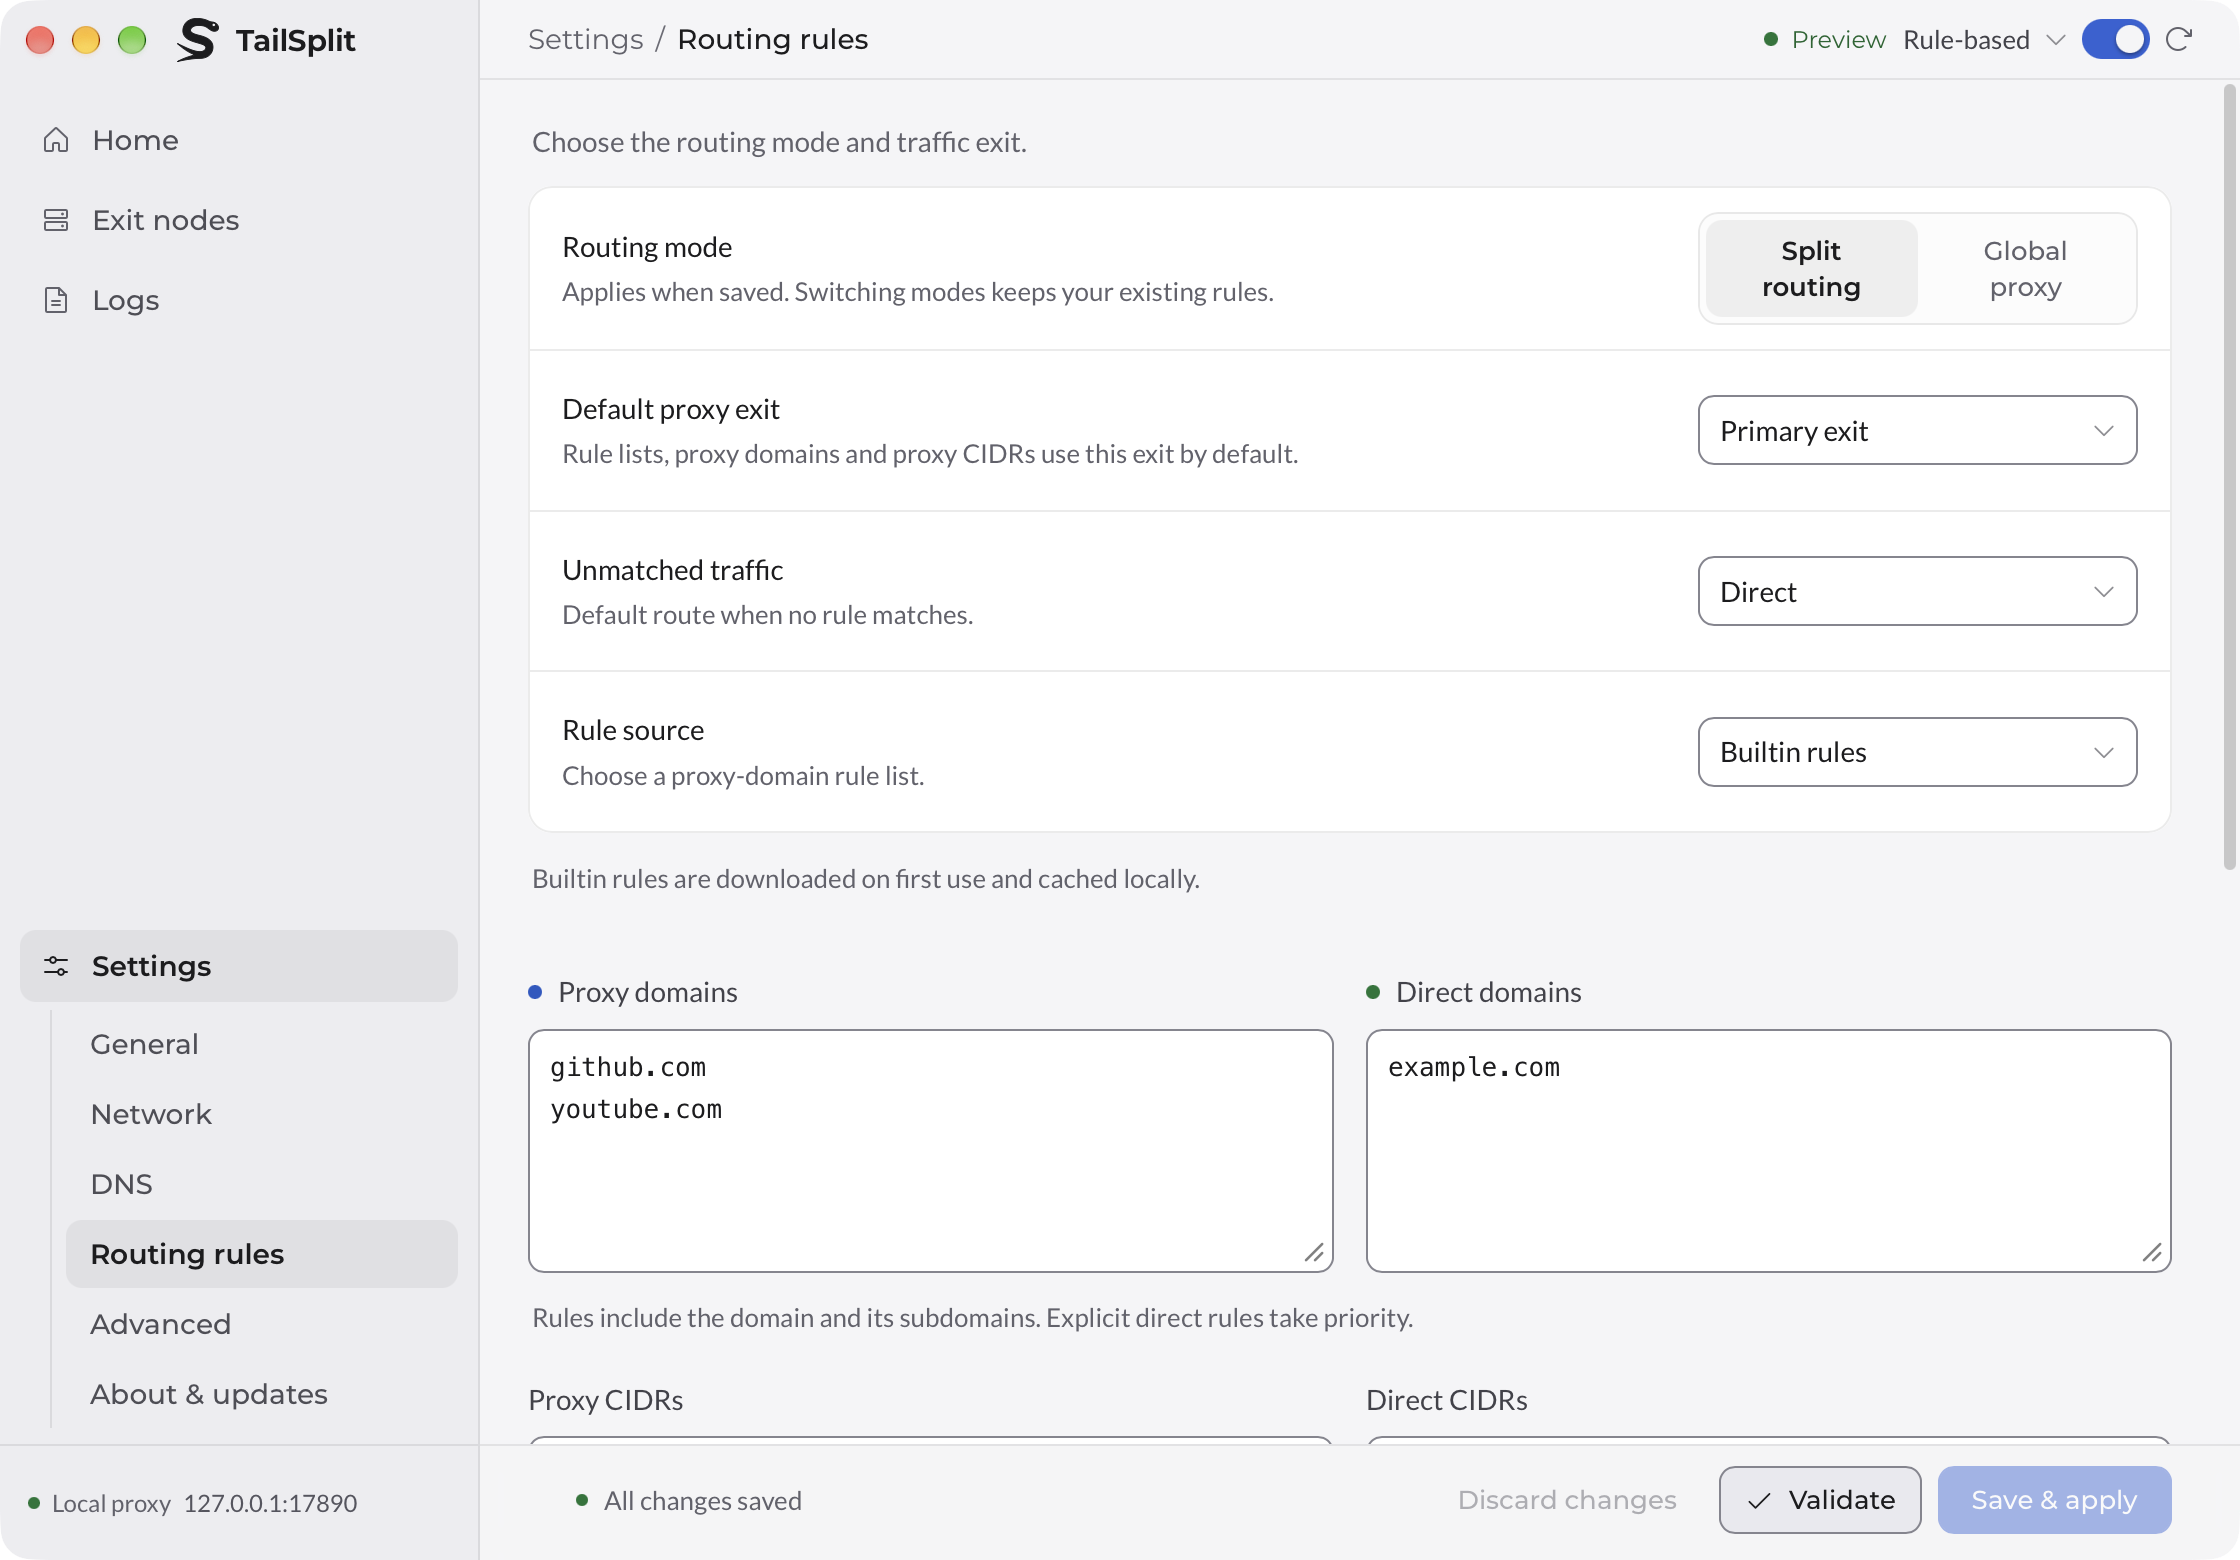 TailSplit
Settings / Routing rules
Preview Rule-based
Home
Exit nodes
Logs
Settings
General
Network
DNS
Routing rules
Advanced
About & updates
Local proxy 127.0.0.1:17890
Choose the routing mode and traffic exit.
Routing mode
Applies when saved. Switching modes keeps your existing rules.
Split
routing
Global
proxy
Default proxy exit
Rule lists, proxy domains and proxy CIDRs use this exit by default.
Primary exit
Unmatched traffic
Default route when no rule matches.
Direct
Rule source
Choose a proxy-domain rule list.
Builtin rules
Builtin rules are downloaded on first use and cached locally.
Proxy domains
github.com
youtube.com
Direct domains
example.com
Rules include the domain and its subdomains. Explicit direct rules take priority.
Proxy CIDRs
Direct CIDRs
All changes saved
Discard changes
Validate
Save & apply